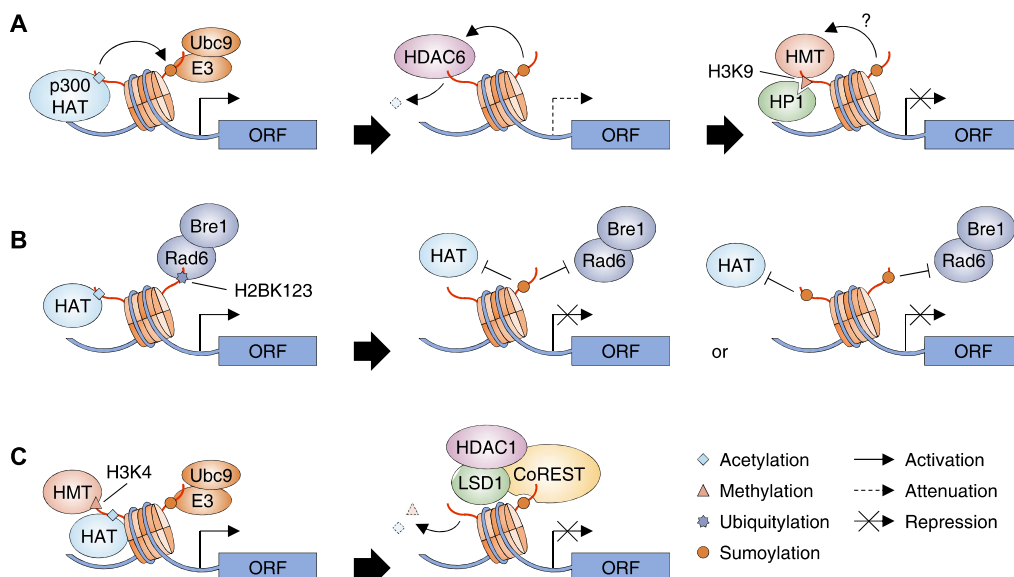 A
Ubc9
E3
p300
HAT
ORF
HDAC6
ORF
?
HMT
H3K9
HP1
ORF
B
Bre1
Rad6
HAT
H2BK123
ORF
HAT
Bre1
Rad6
ORF
or
HAT
Bre1
Rad6
ORF
C
HMT
H3K4
Ubc9
E3
HAT
ORF
HDAC1
LSD1
CoREST
ORF
Acetylation
Methylation
Ubiquitylation
Sumoylation
Activation
Attenuation
Repression